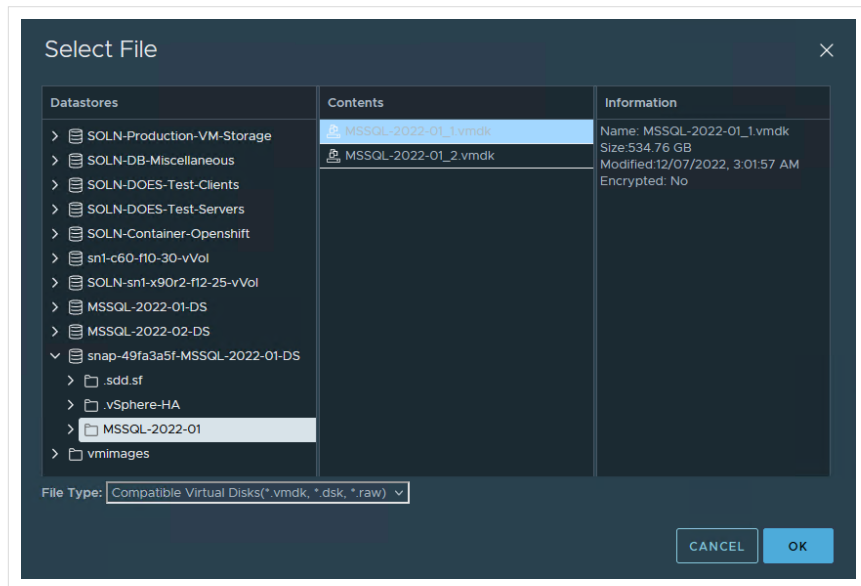 Select File
Datastores
Contents
Information
SOLN-Production-VM-Storage
SOLN-DB-Miscellaneous
SOLN-DOES-Test-Clients
SOLN-DOES-Test-Servers
SOLN-Container-Openshift
sn1-c60-f10-30-vVol
SOLN-sn1-x90r2-f12-25-vVol
MSSQL-2022-01-DS
MSSQL-2022-02-DS
snap-49fa3a5f-MSSQL-2022-01-DS
.sdd.sf
.vSphere-HA
MSSQL-2022-01
vmimages
MSSQL-2022-01_1.vmdk
MSSQL-2022-01_2.vmdk
Name: MSSQL-2022-01_1.vmdk
Size:534.76 GB
Modified:12/07/2022, 3:01:57 AM
Encrypted: No
File Type: Compatible Virtual Disks(*.vmdk, *.dsk, *.raw)
CANCEL
OK